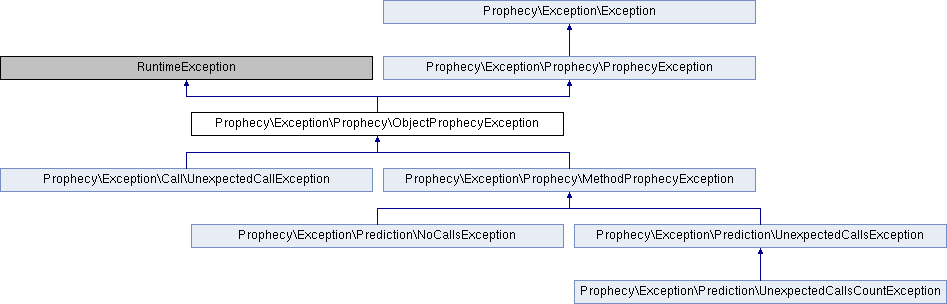 Prophecy\Exception\Exception
RuntimeException
Prophecy\Exception\Prophecy\ProphecyException
Prophecy\Exception\Prophecy\ObjectProphecyException
Prophecy\Exception\Call\UnexpectedCallException
Prophecy\Exception\Prophecy\MethodProphecyException
Prophecy\Exception\Prediction\NoCallsException
Prophecy\Exception\Prediction\UnexpectedCallsException
Prophecy\Exception\Prediction\UnexpectedCallsCountException